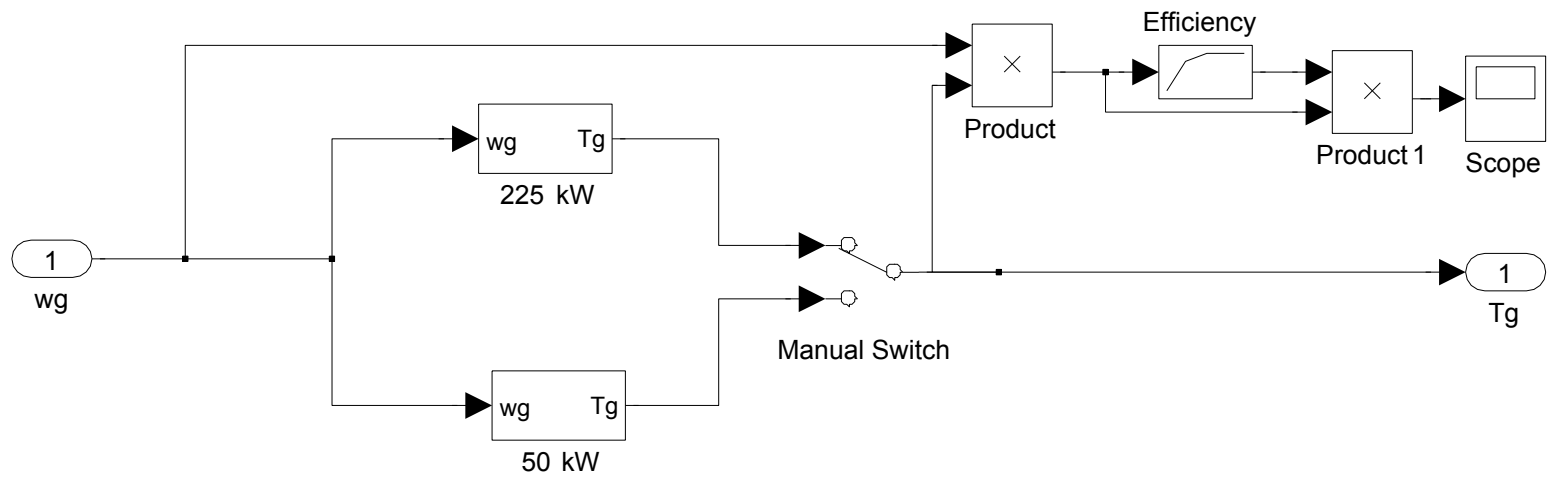 Efficiency
×
×
Product
Product 1
Scope
wg Tg
225 kW
1
wg
1
Tg
Manual Switch
wg Tg
50 kW